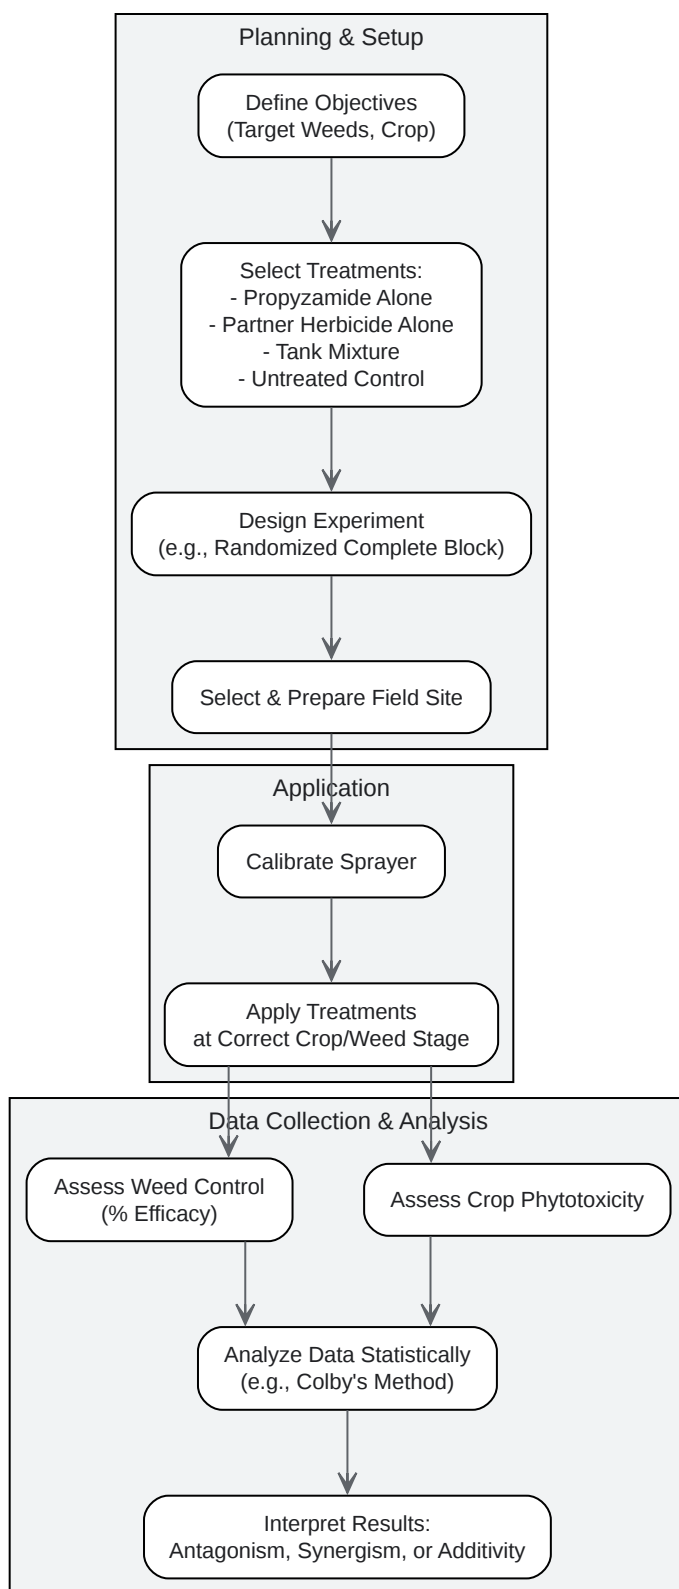 Planning & Setup
Define Objectives
(Target Weeds, Crop)
Select Treatments:
- Propyzamide Alone
- Partner Herbicide Alone
- Tank Mixture
- Untreated Control
Design Experiment
(e.g., Randomized Complete Block)
Select & Prepare Field Site
Application
Calibrate Sprayer
Apply Treatments
at Correct Crop/Weed Stage
Data Collection & Analysis
Assess Weed Control
(% Efficacy)
Assess Crop Phytotoxicity
Analyze Data Statistically
(e.g., Colby's Method)
Interpret Results:
Antagonism, Synergism, or Additivity